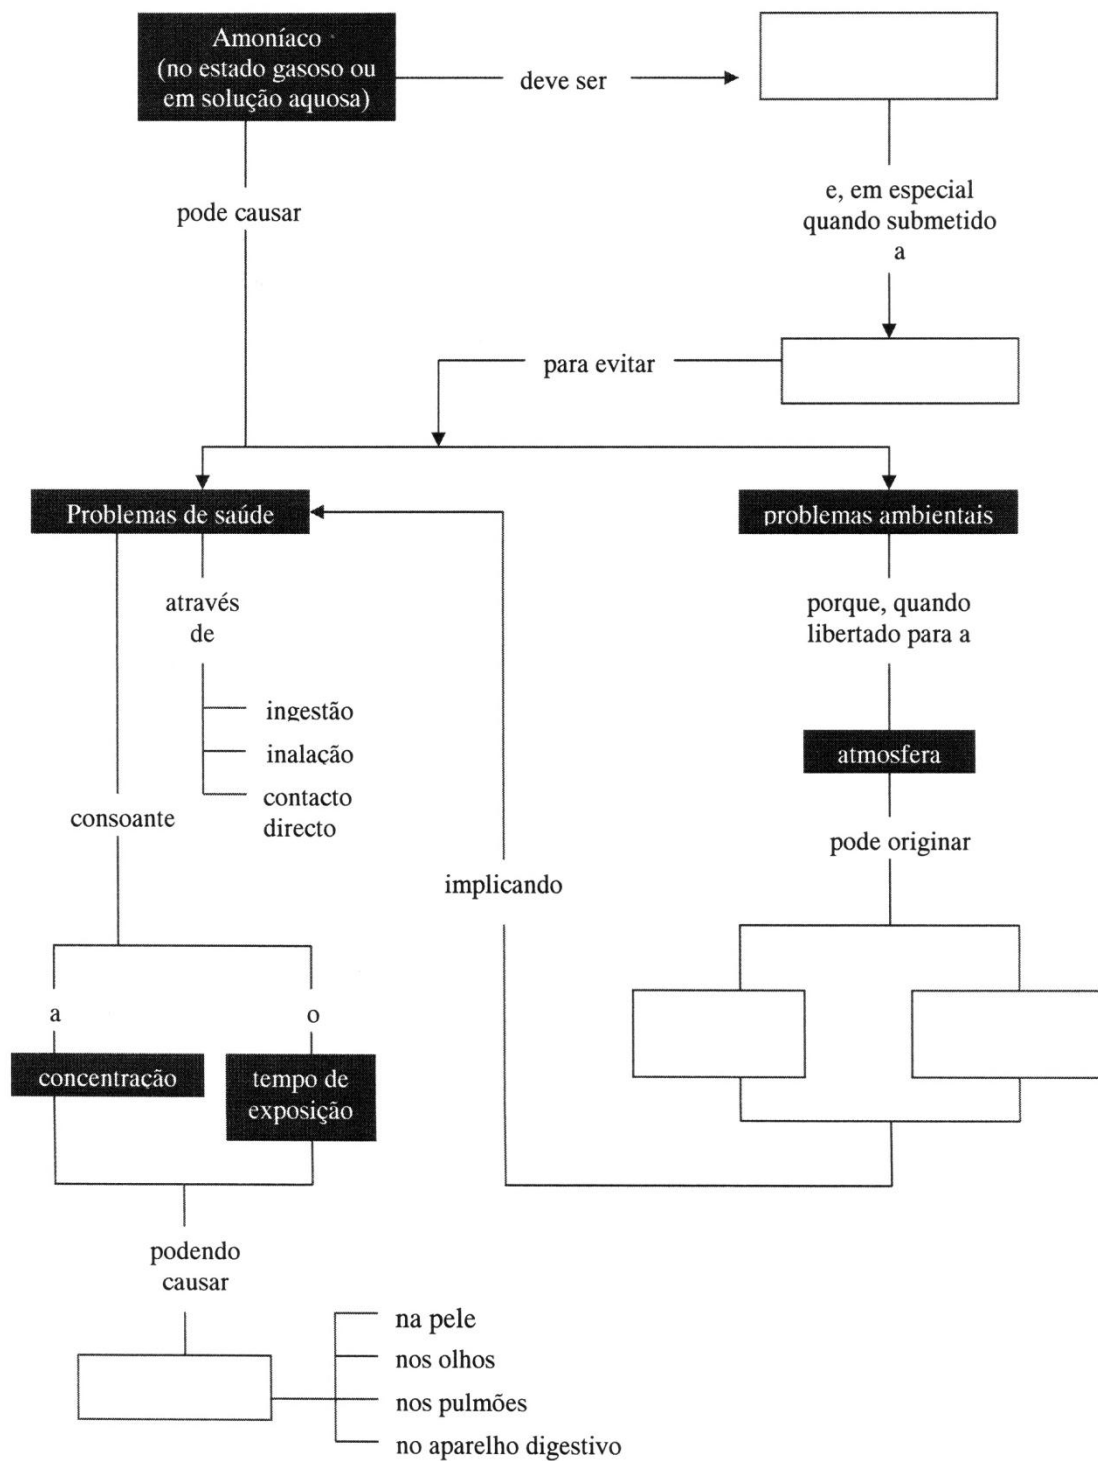 Amoníaco
(no estado gasoso ou
em solução aquosa)
deve ser
pode causar
e, em especial
quando submetido
a
para evitar
Problemas de saúde
problemas ambientais
através
de
porque, quando
libertado para a
ingestão
inalação
contacto
directo
atmosfera
consoante
pode originar
implicando
a
o
concentração
tempo de
exposição
podendo
causar
na pele
nos olhos
nos pulmões
no aparelho digestivo